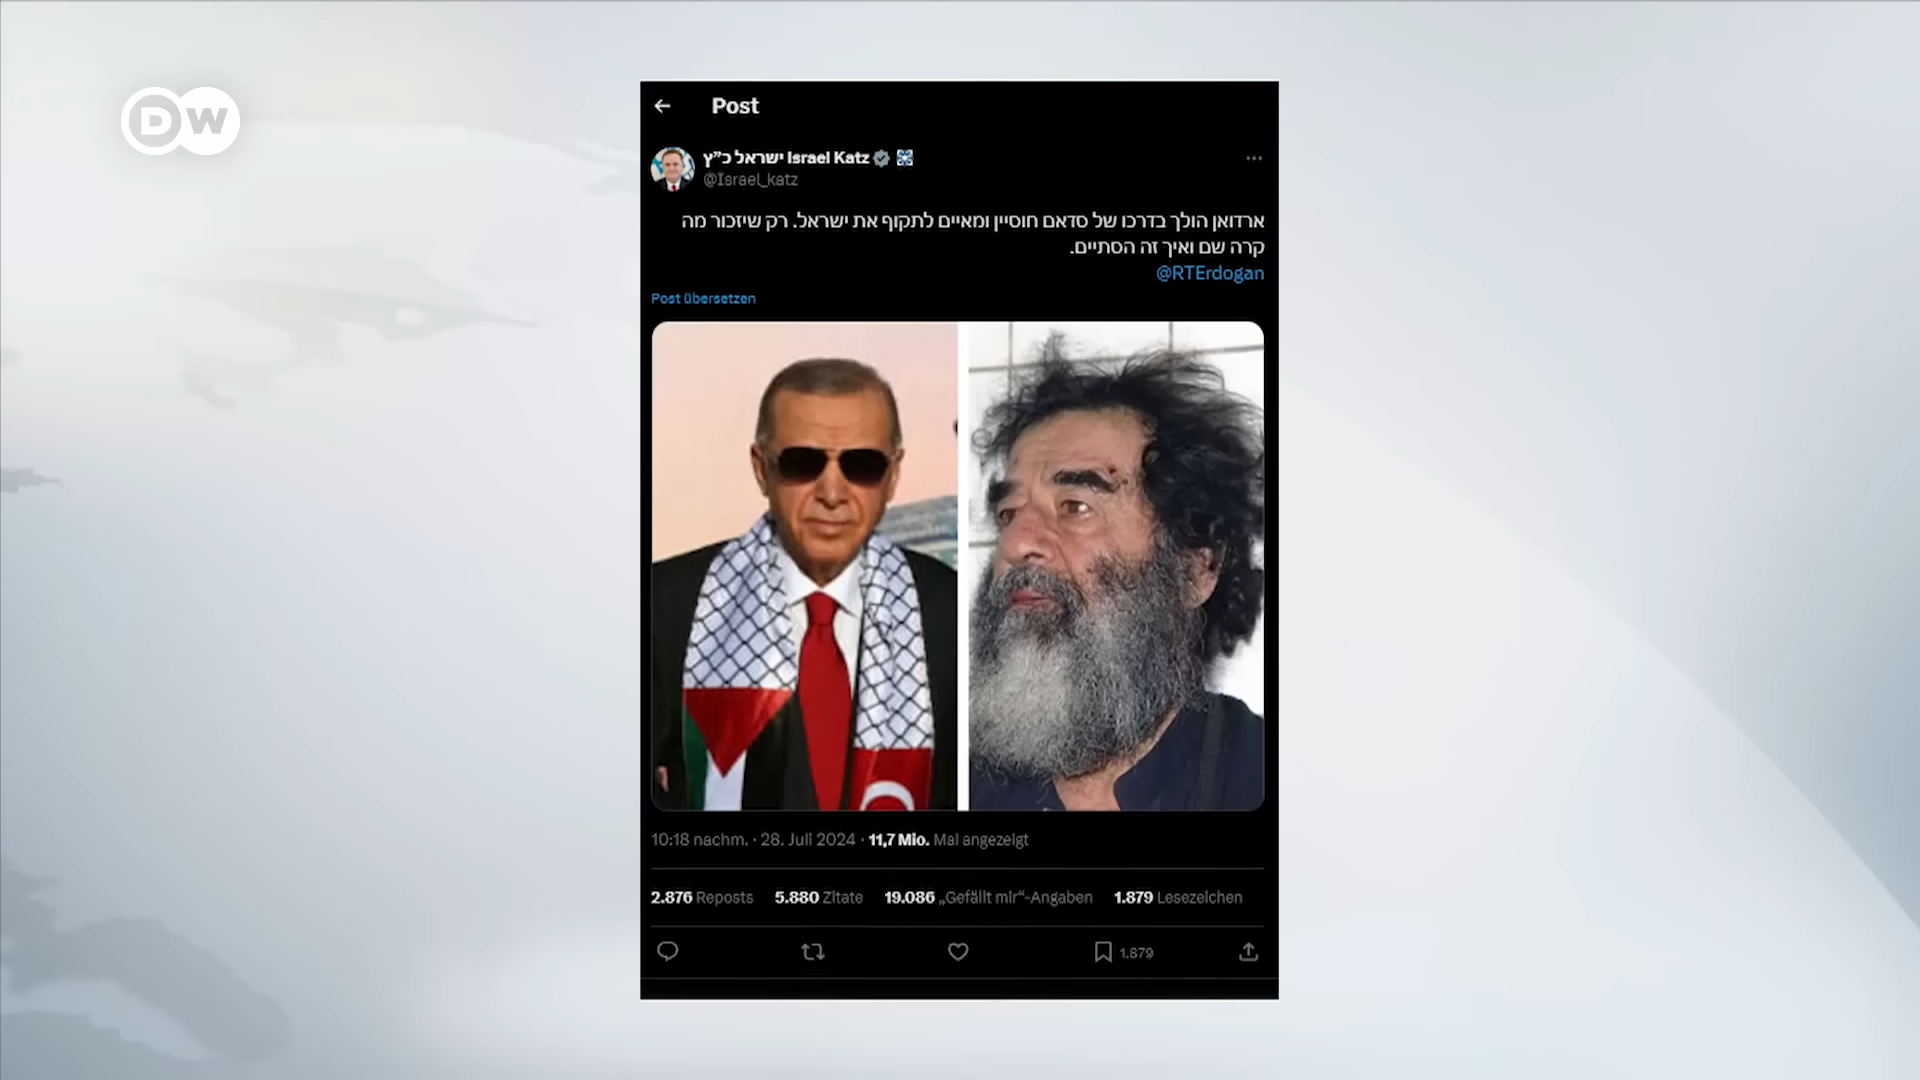 DW
Post
ישראל כ”ץ Israel Katz
@Israel_katz
ארדואן הולך בדרכו של סדאם חוסיין ומאיים לתקוף את ישראל. רק שיזכור מה
קרה שם ואיך זה הסתיים.
@RTErdogan
Post übersetzen
10:18 nachm. · 28. Juli 2024 · 11,7 Mio. Mal angezeigt
2.876 Reposts 5.880 Zitate 19.086 „Gefällt mir“-Angaben 1.879 Lesezeichen
1.879